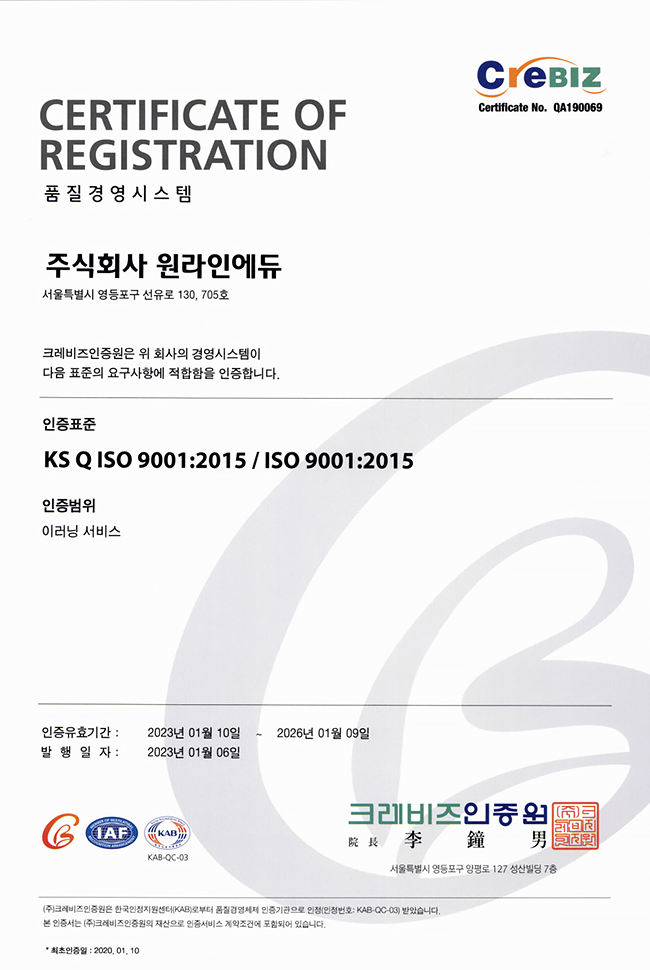 CreBIZ
Certificate No. QA190069
CERTIFICATE OF
REGISTRATION
품질경영시스템
주식회사 원라인에듀
서울특별시 영등포구 선유로 130, 705호
크레비즈인증원은 위 회사의 경영시스템이
다음 표준의 요구사항에 적합함을 인증합니다.
인증표준
KS Q ISO 9001:2015 / ISO 9001:2015
인증범위
이러닝 서비스
인증유효기간 : 2023년 01월 10일 ~ 2026년 01월 09일
발 행 일 자 : 2023년 01월 06일
IAF
KAB
KAB-QC-03
크레비즈인증원
院 長 李 鐘 男
서울특별시 영등포구 양평로 127 성산빌딩 7층
(주)크레비즈인증원은 한국인정지원센터(KAB)로부터 품질경영체제 인증기관으로 인정(인정번호: KAB-QC-03) 받았습니다.
본 인증서는 (주)크레비즈인증원의 재산으로 인증서비스 계약조건에 포함되어 있습니다.
* 최초인증일 : 2020. 01. 10